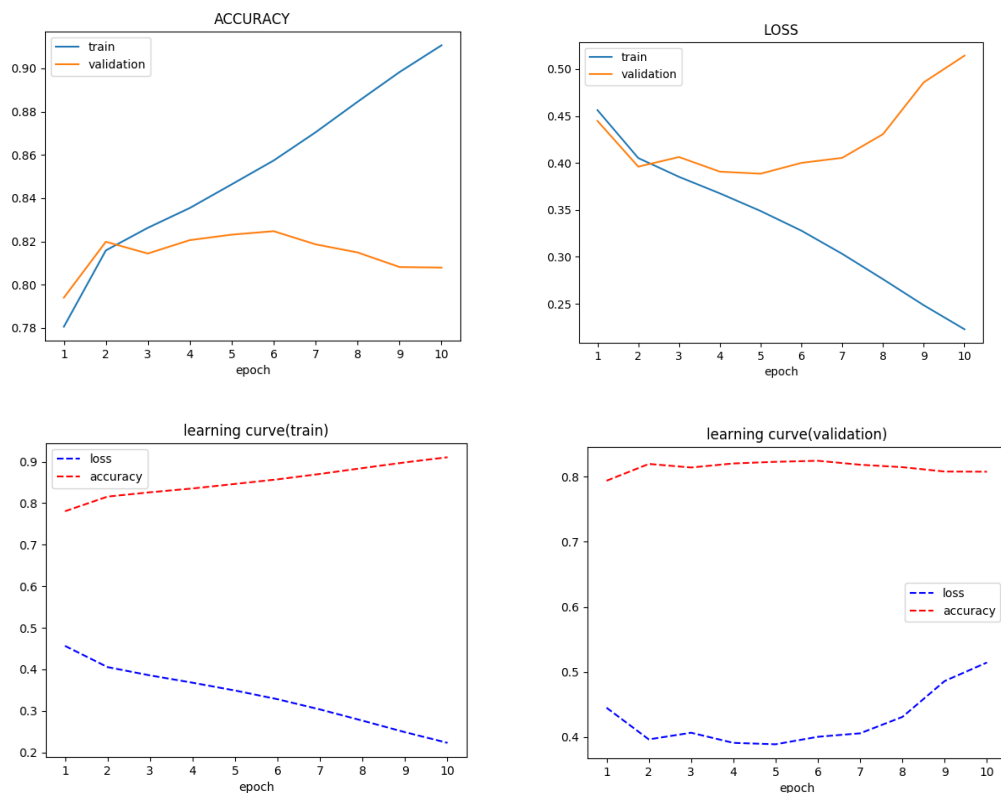 ACCURACY
train
validation
0.90
0.88
0.86
0.84
0.82
0.80
0.78
1 2 3 4 5 6 7 8 9 10
epoch
LOSS
train
validation
0.50
0.45
0.40
0.35
0.30
0.25
1 2 3 4 5 6 7 8 9 10
epoch
learning curve(train)
loss
accuracy
0.9
0.8
0.7
0.6
0.5
0.4
0.3
0.2
1 2 3 4 5 6 7 8 9 10
epoch
learning curve(validation)
0.8
0.7
0.6
0.5
0.4
loss
accuracy
1 2 3 4 5 6 7 8 9 10
epoch